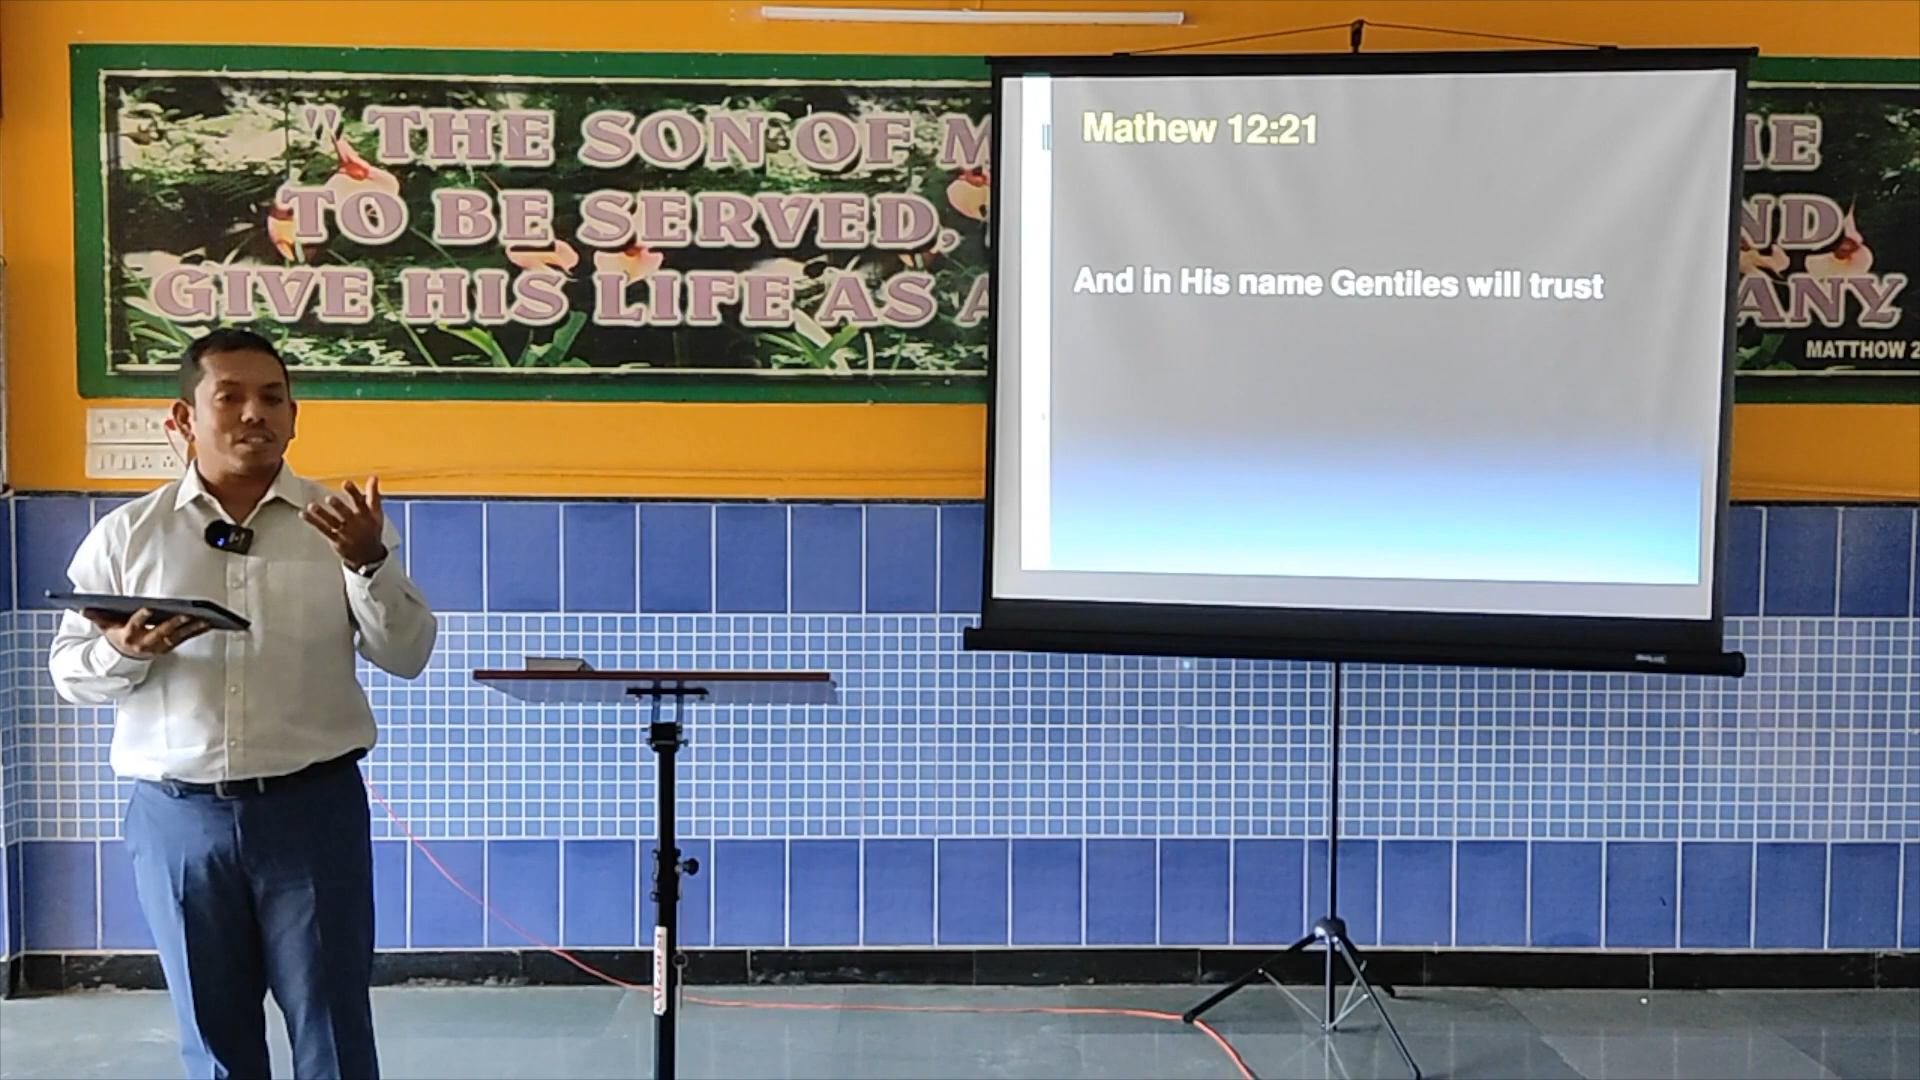 " THE SON OF M
TO BE SERVED,
GIVE HIS LIFE AS A
Mathew 12:21
And in His name Gentiles will trust
ME
ND
ANY
MATTHOW 2